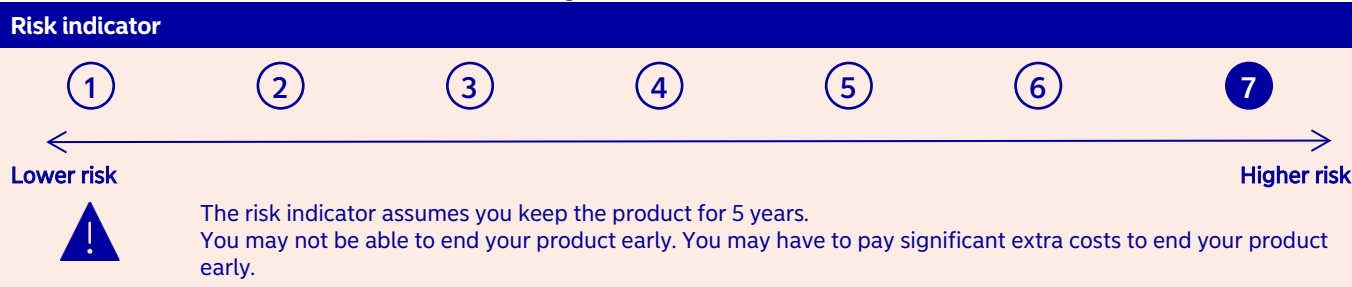 Risk indicator
1 2 3 4 5 6 7
Lower risk Higher risk
The risk indicator assumes you keep the product for 5 years.
You may not be able to end your product early. You may have to pay significant extra costs to end your product
early.